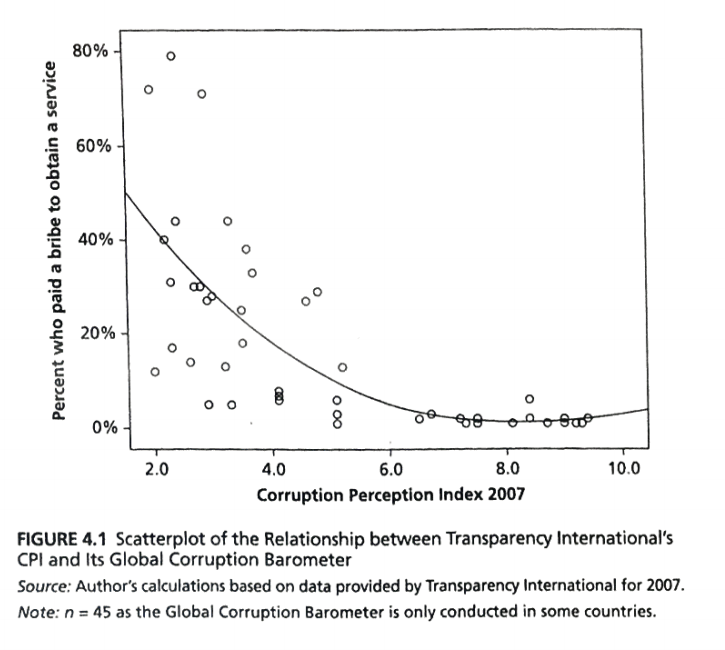 Percent who paid a bribe to obtain a service
80%
60%
40%
20%
0%
2.0 4.0 6.0 8.0 10.0
Corruption Perception Index 2007
FIGURE 4.1 Scatterplot of the Relationship between Transparency International's
CPI and Its Global Corruption Barometer
Source: Author's calculations based on data provided by Transparency International for 2007.
Note: n = 45 as the Global Corruption Barometer is only conducted in some countries.